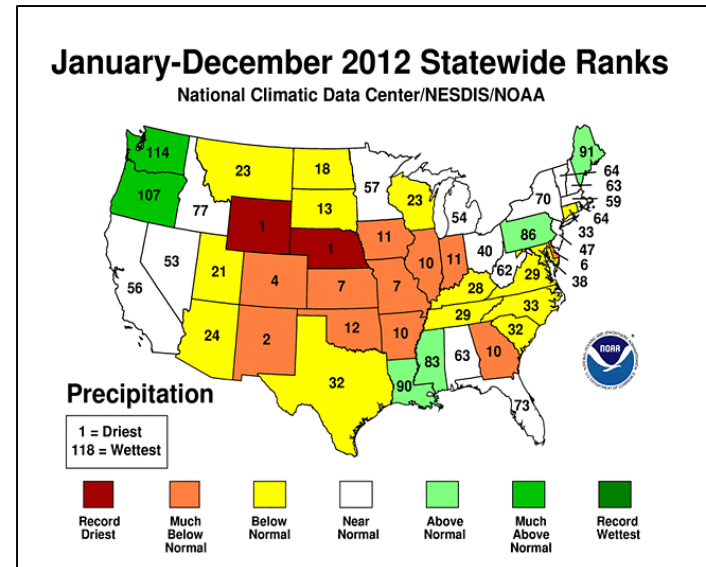 January-December 2012 Statewide Ranks
National Climatic Data Center/NESDIS/NOAA
114
107
23
18
57
23
54
91
64
63
59
70
64
33
47
6
38
77
13
1
1
11
10
11
40
86
62
56
53
21
4
7
7
28
29
24
2
12
10
29
33
32
32
90
83
63
10
73
NOAA
Precipitation
1 = Driest
118 = Wettest
Record
Driest
Much
Below
Normal
Below
Normal
Near
Normal
Above
Normal
Much
Above
Normal
Record
Wettest